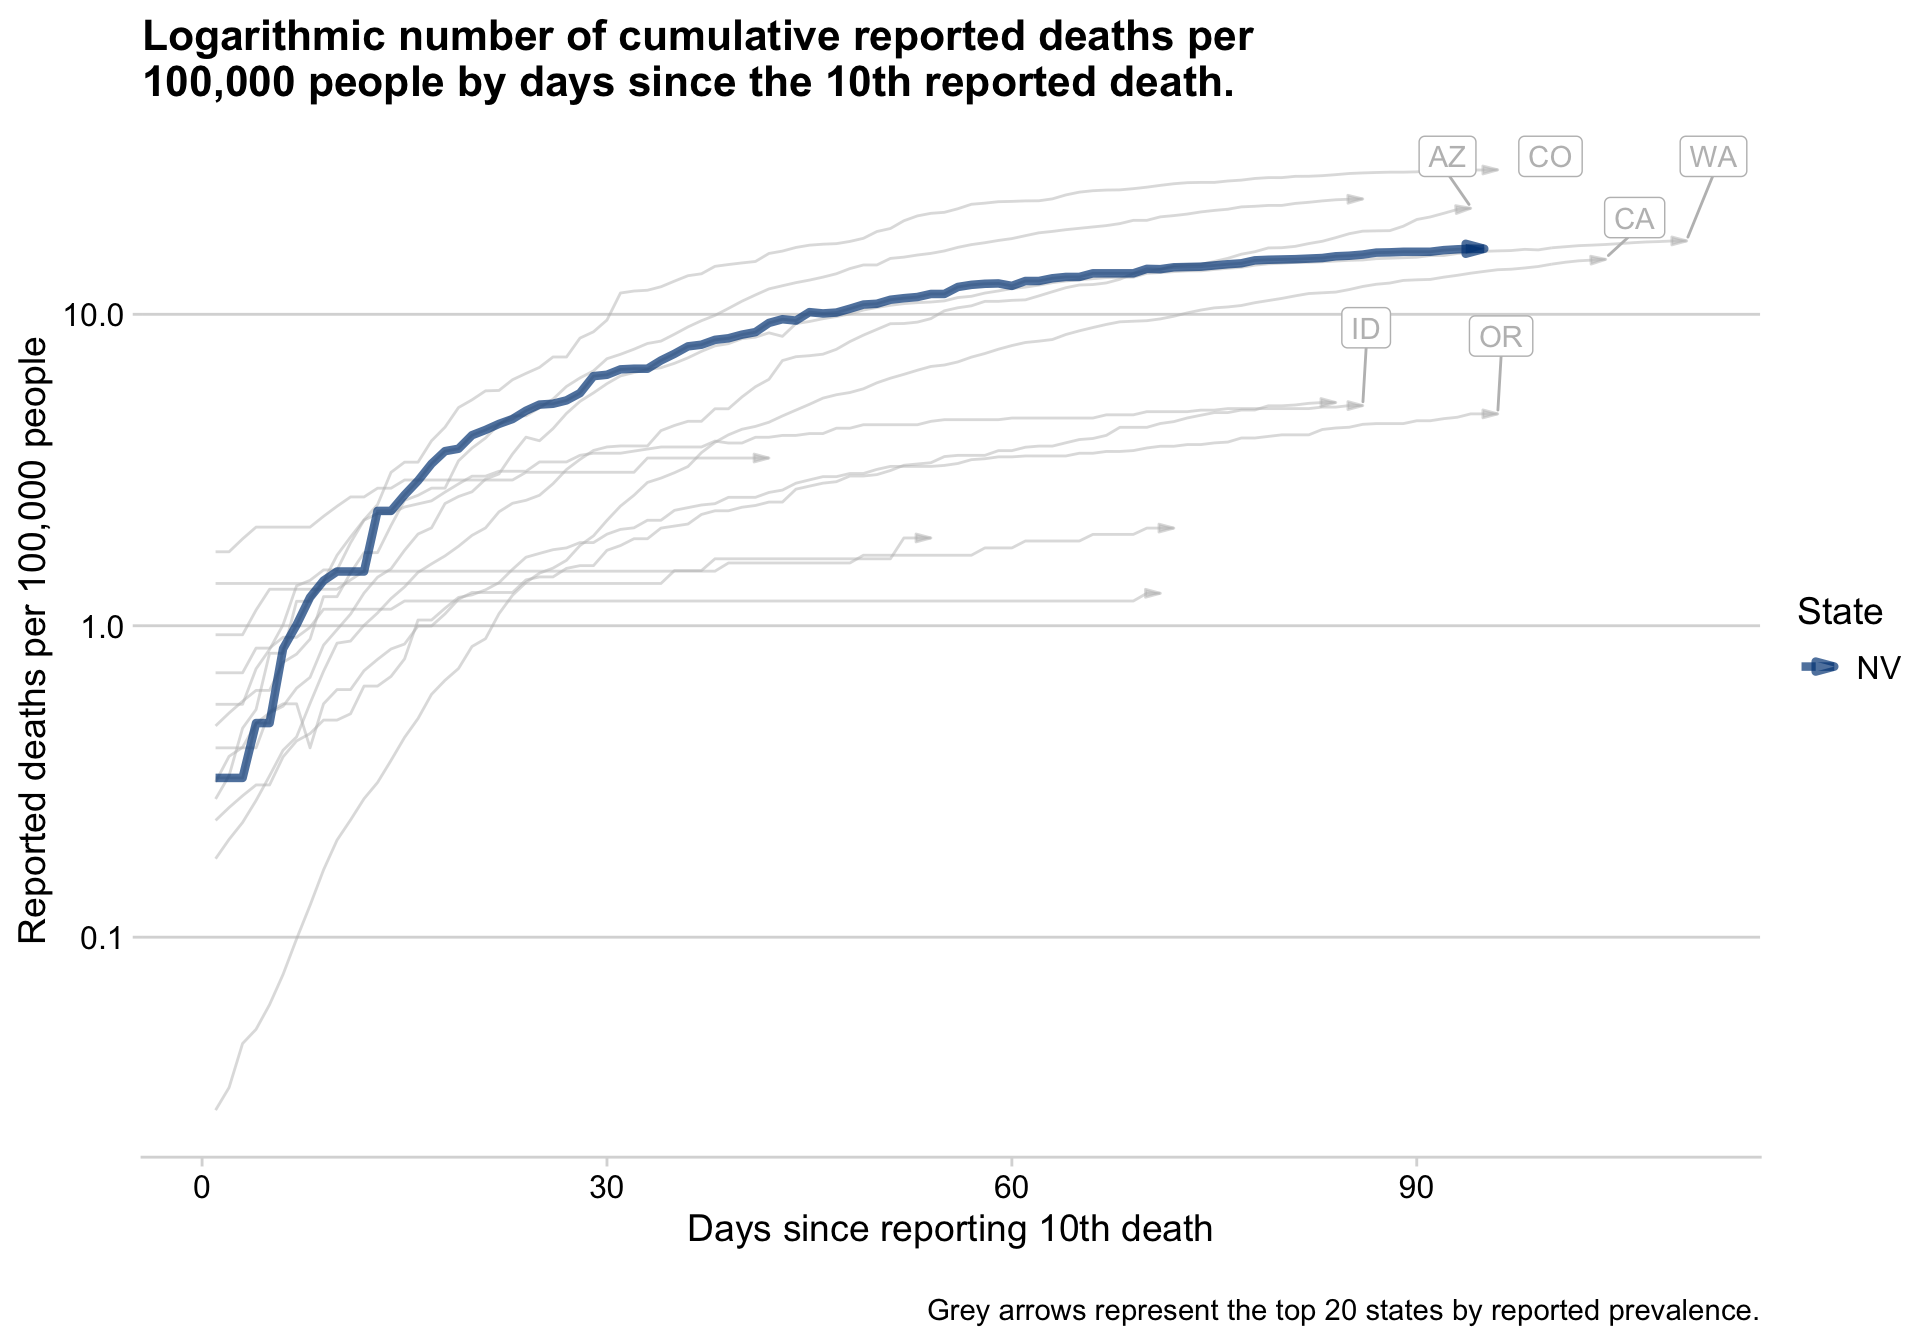 Logarithmic number of cumulative reported deaths per
100,000 people by days since the 10th reported death.
AZ
CO
WA
CA
10.0
ID
OR
Reported deaths per 100,000 people
State
1.0
NV
0.1
0
30
60
90
Days since reporting 10th death
Grey arrows represent the top 20 states by reported prevalence.